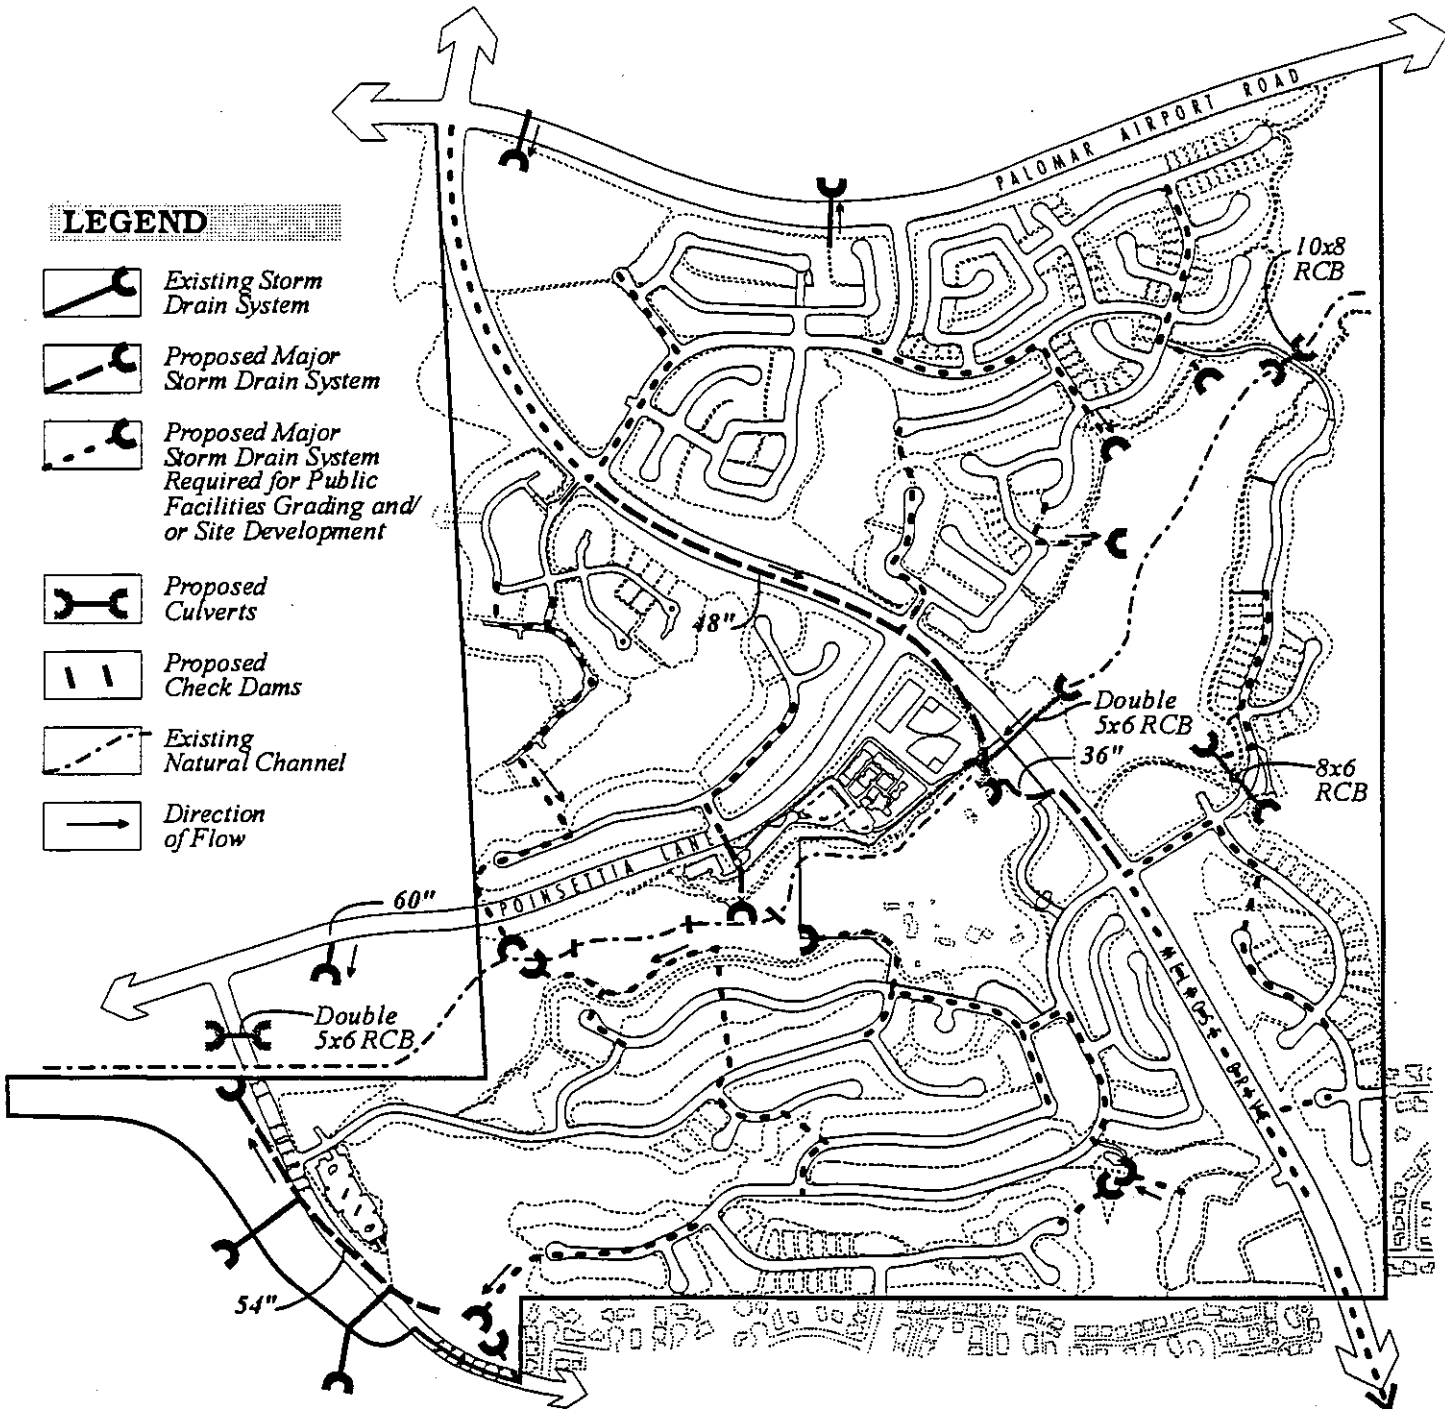 LEGEND
Existing Storm
Drain System
Proposed Major
Storm Drain System
Proposed Major
Storm Drain System
Required for Public
Facilities Grading and/
or Site Development
Proposed
Culverts
Proposed
Check Dams
Existing
Natural Channel
Direction
of Flow
PALOMAR AIRPORT ROAD
10x8
RCB
48"
Double
5x6 RCB
36"
8x6
RCB
POINSETTIA LANE
60"
Double
5x6 RCB
54"